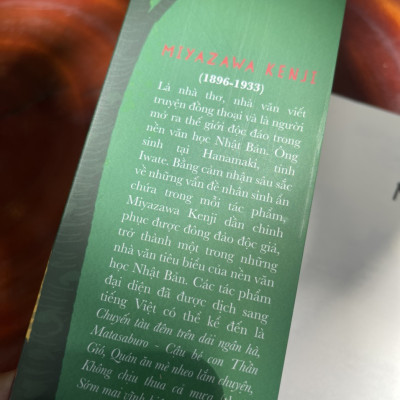 MIYAZAWA KENJI
(1896-1933)
Là nhà thơ, nhà văn viết
truyện đồng thoại và là người
mở ra thế giới độc đáo trong
nền văn học Nhật Bản. Ông
sinh tại Hanamaki, tỉnh
Iwate. Bằng cảm nhận sâu sắc
về những vấn đề nhân sinh ẩn
chứa trong mỗi tác phẩm,
Miyazawa Kenji dần chinh
phục được đông đảo độc giả,
trở thành một trong những
nhà văn tiêu biểu của nền văn
học Nhật Bản. Các tác phẩm
đại diện đã được dịch sang
tiếng Việt có thể kể đến là
Chuyến tàu đêm trên dải ngân hà,
Matasaburo - Cậu bé con Thần
Gió, Quán ăn mè nheo lắm chuyện,
Không chịu thùa cả mưa
Sớm mai